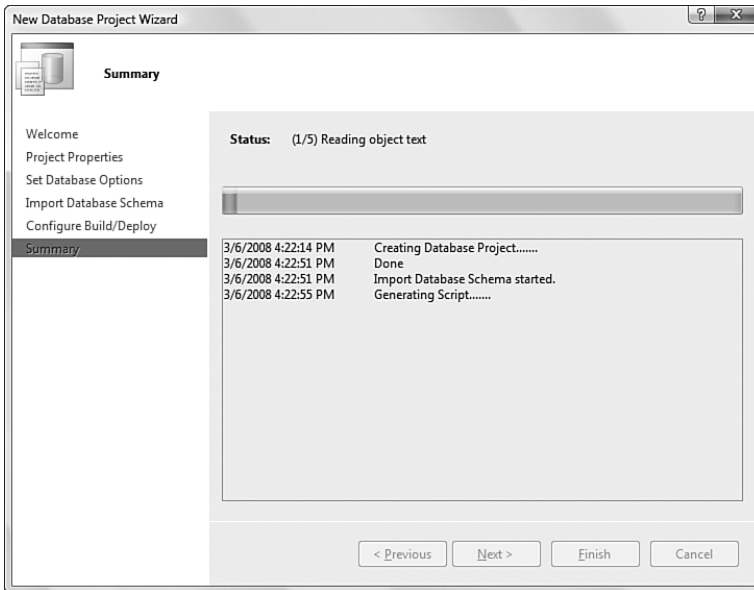 New Database Project Wizard
Summary
Welcome
Project Properties
Set Database Options
Import Database Schema
Configure Build/Deploy
Summary
Status: (1/5) Reading object text
3/6/2008 4:22:14 PM Creating Database Project.......
3/6/2008 4:22:51 PM Done
3/6/2008 4:22:51 PM Import Database Schema started.
3/6/2008 4:22:55 PM Generating Script.......
< Previous Next > Finish Cancel